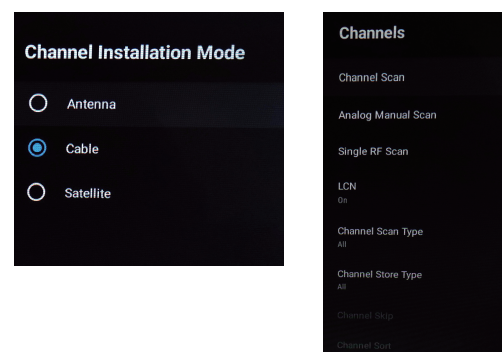 Channel Installation Mode
Antenna
Cable
Satellite
Channels
Channel Scan
Analog Manual Scan
Single RF Scan
LCN
On
Channel Scan Type
All
Channel Store Type
All
Channel Skip
Channel Sort